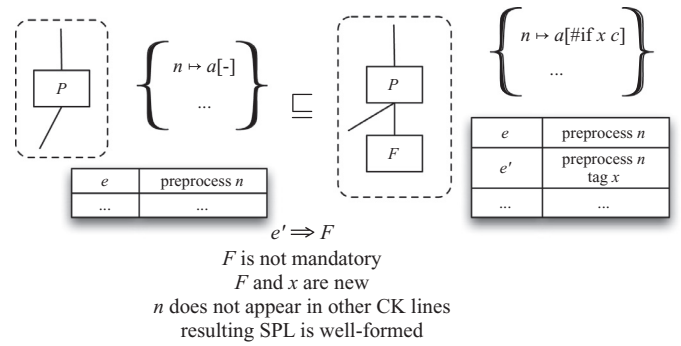 P
n ↦ a[-]
...
⊑
P
F
n ↦ a[#if x c]
...
e preprocess n
... ...
e preprocess n
e′ preprocess n
tag x
... ...
e′ ⟹ F
F is not mandatory
F and x are new
n does not appear in other CK lines
resulting SPL is well-formed